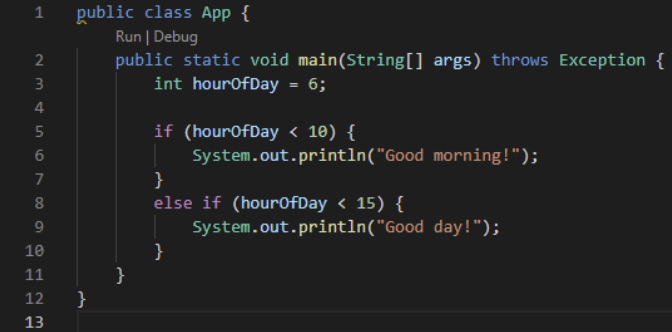 1 public class App {
Run | Debug
2 public static void main(String[] args) throws Exception {
3 int hourOfDay = 6;
4
5 if (hourOfDay < 10) {
6 System.out.println("Good morning!");
7 }
8 else if (hourOfDay < 15) {
9 System.out.println("Good day!");
10 }
11 }
12 }
13